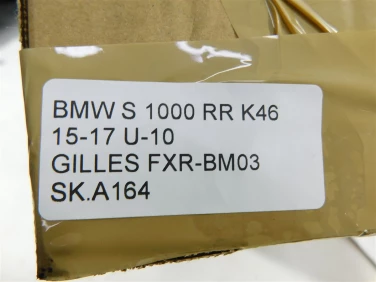 BMW S 1000 RR K46
15-17 U-10
GILLES FXR-BM03
SK.A164